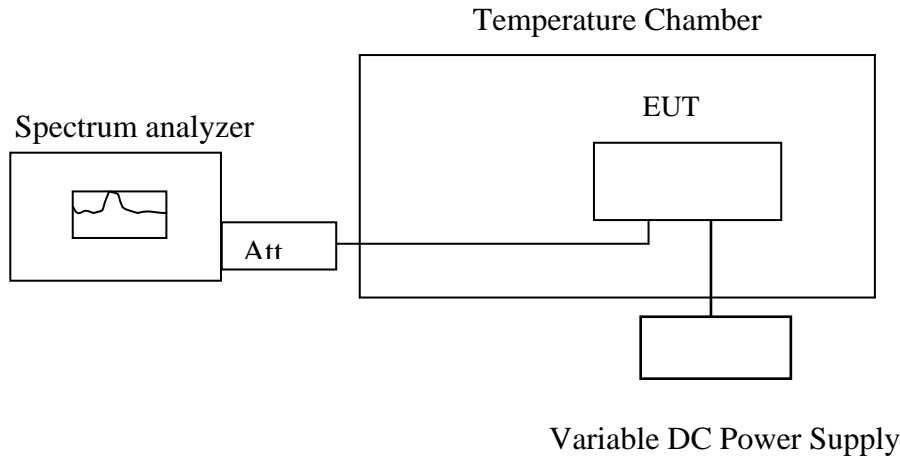 Temperature Chamber
EUT
Spectrum analyzer
Att
Variable DC Power Supply